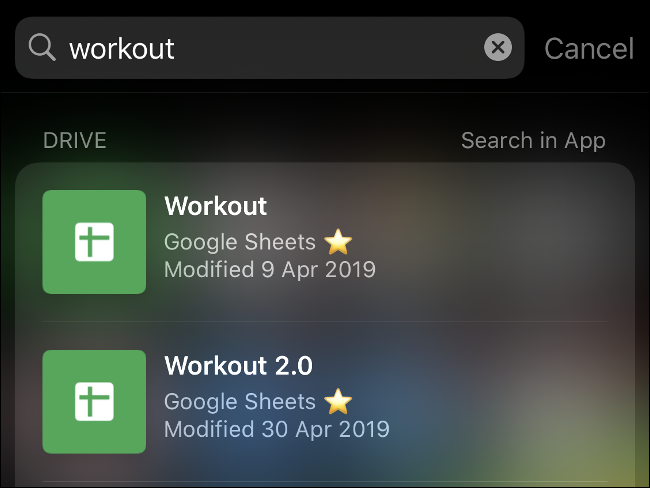 workout
Cancel
DRIVE
Search in App
Workout
Google Sheets ⭐
Modified 9 Apr 2019
Workout 2.0
Google Sheets ⭐
Modified 30 Apr 2019